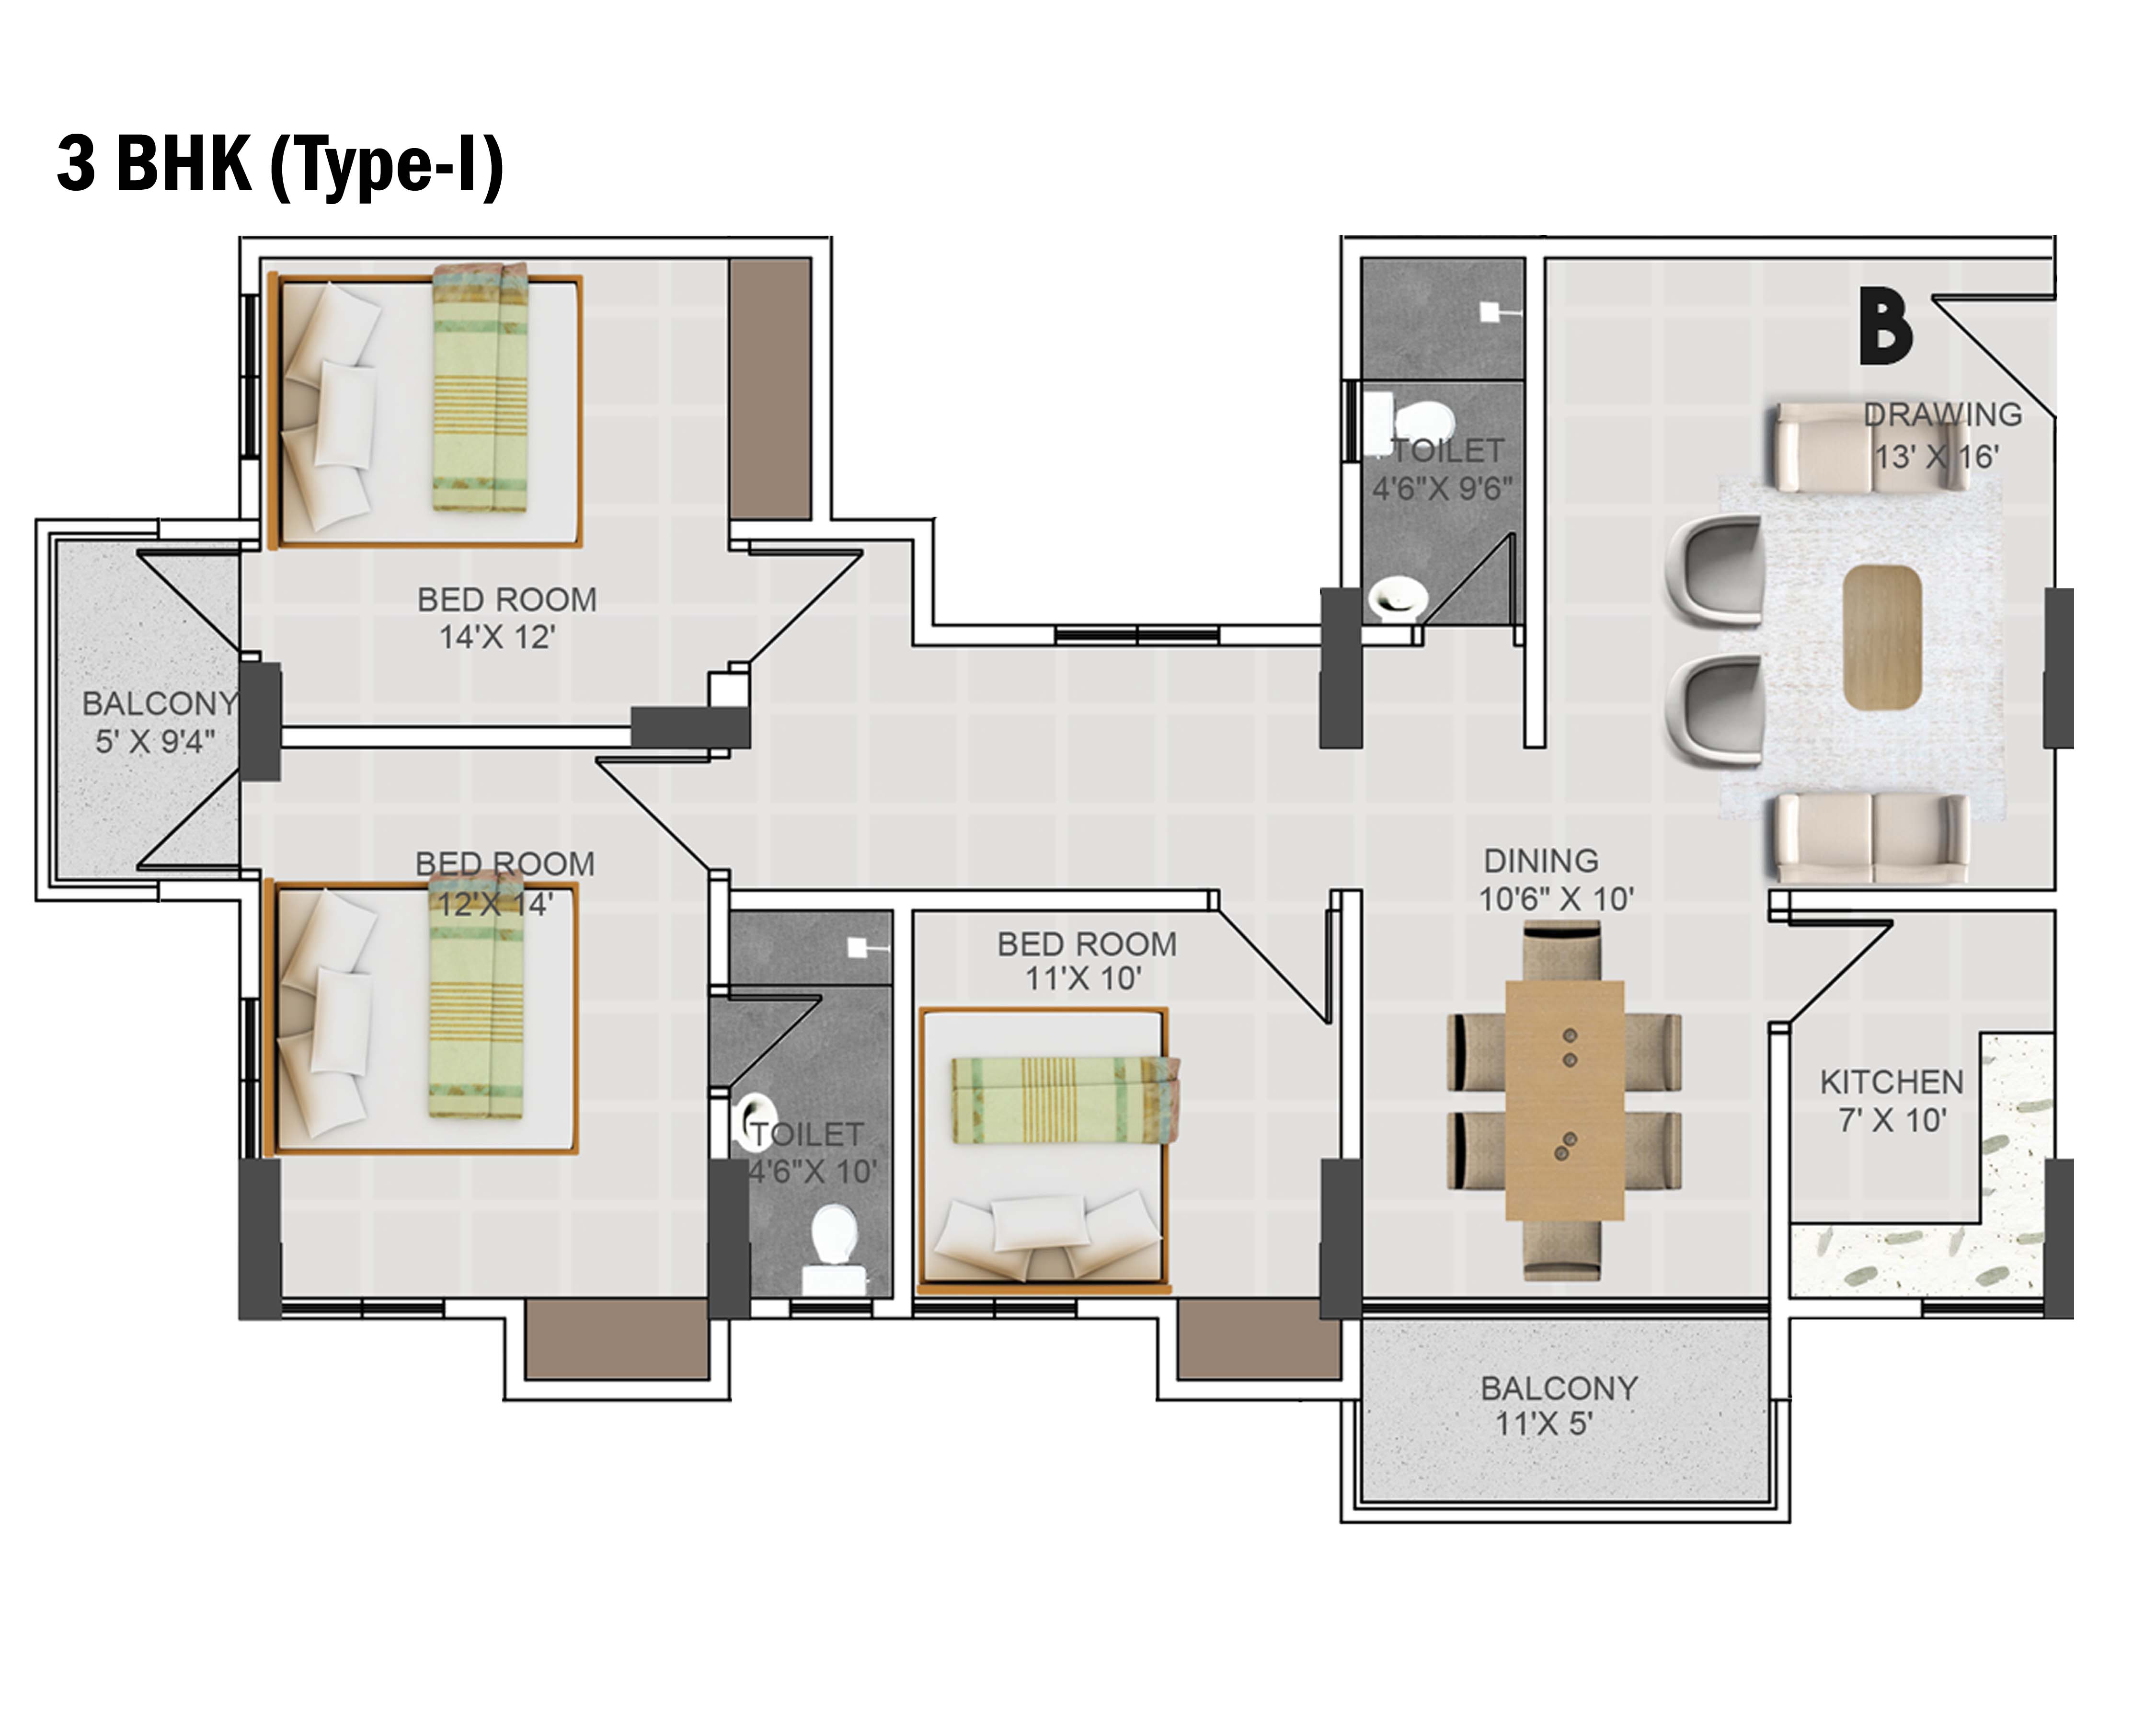 3 BHK (Type-I)
B
DRAWING
13' X 16'
TOILET
4'6"X 9'6"
BED ROOM
14'X 12'
BALCONY
5' X 9'4"
BED ROOM
12'X 14'
DINING
10'6" X 10'
BED ROOM
11'X 10'
KITCHEN
7' X 10'
TOILET
4'6"X 10'
BALCONY
11'X 5'